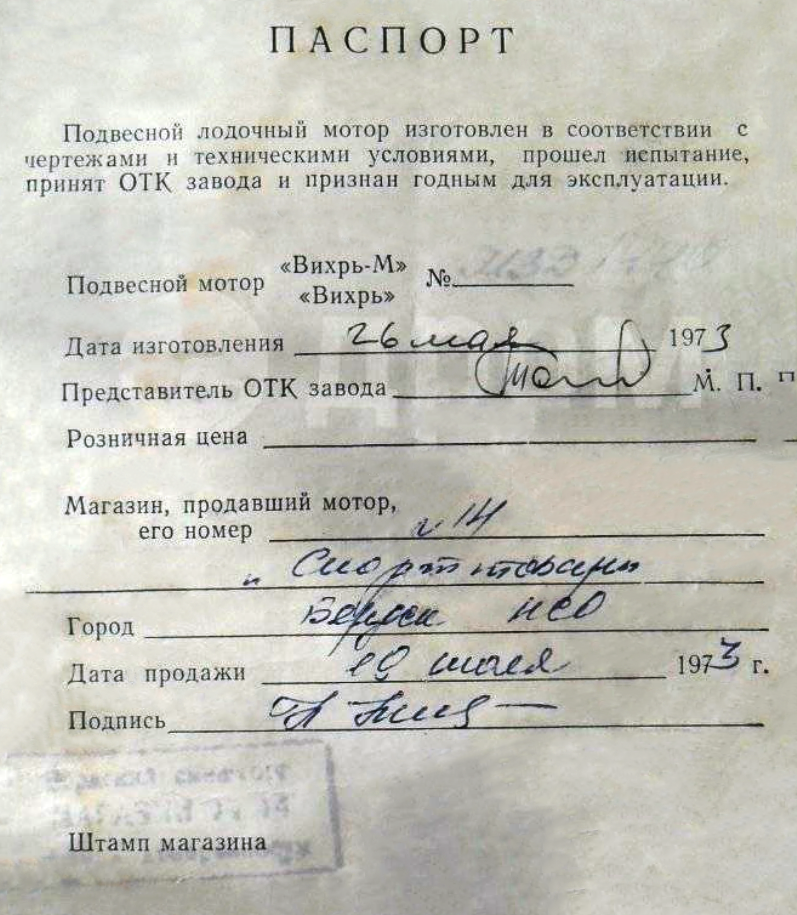 ПАСПОРТ
Подвесной лодочный мотор изготовлен в соответствии с
чертежами и техническими условиями, прошел испытание,
принят ОТК завода и признан годным для эксплуатации.
Подвесной мотор «Вихрь-М» №
«Вихрь»
Дата изготовления 26 мая 1973
Представитель ОТК завода М. П.
Розничная цена
Магазин, продавший мотор,
его номер 14
" Спорттовары
Город Бердск НСО
Дата продажи 19 июля 1973 г.
Подпись
Штамп магазина